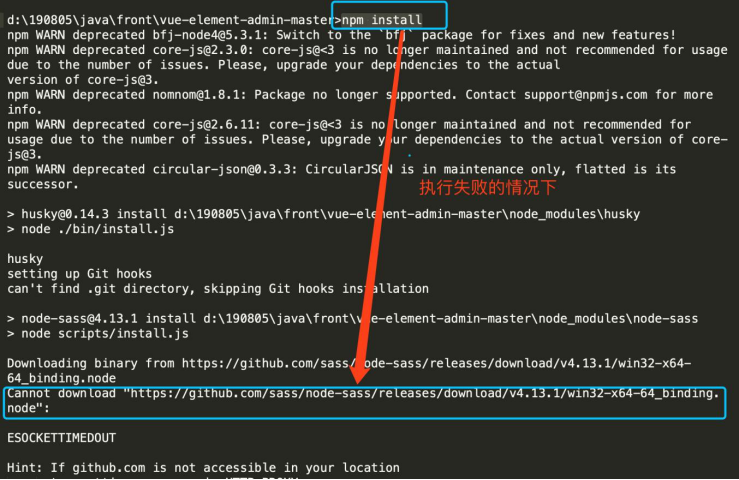 d:\190805\java\front\vue-element-admin-master>npm install
npm WARN deprecated bfj-node4@5.3.1: Switch to the `bfj` package for fixes and new features!
npm WARN deprecated core-js@2.3.0: core-js@<3 is no longer maintained and not recommended for usage
due to the number of issues. Please, upgrade your dependencies to the actual
version of core-js@3.
npm WARN deprecated nomnom@1.8.1: Package no longer supported. Contact support@npmjs.com for more
info.
npm WARN deprecated core-js@2.6.11: core-js@<3 is no longer maintained and not recommended for
usage due to the number of issues. Please, upgrade your dependencies to the actual version of core-
js@3.
npm WARN deprecated circular-json@0.3.3: CircularJSON is in maintenance only, flatted is its
successor.
执行失败的情况下
> husky@0.14.3 install d:\190805\java\front\vue-element-admin-master\node_modules\husky
> node ./bin/install.js
husky
setting up Git hooks
can't find .git directory, skipping Git hooks installation
> node-sass@4.13.1 install d:\190805\java\front\vue-element-admin-master\node_modules\node-sass
> node scripts/install.js
Downloading binary from https://github.com/sass/node-sass/releases/download/v4.13.1/win32-x64-
64_binding.node
Cannot download "https://github.com/sass/node-sass/releases/download/v4.13.1/win32-x64-64_binding.
node":
ESOCKETTIMEDOUT
Hint: If github.com is not accessible in your location